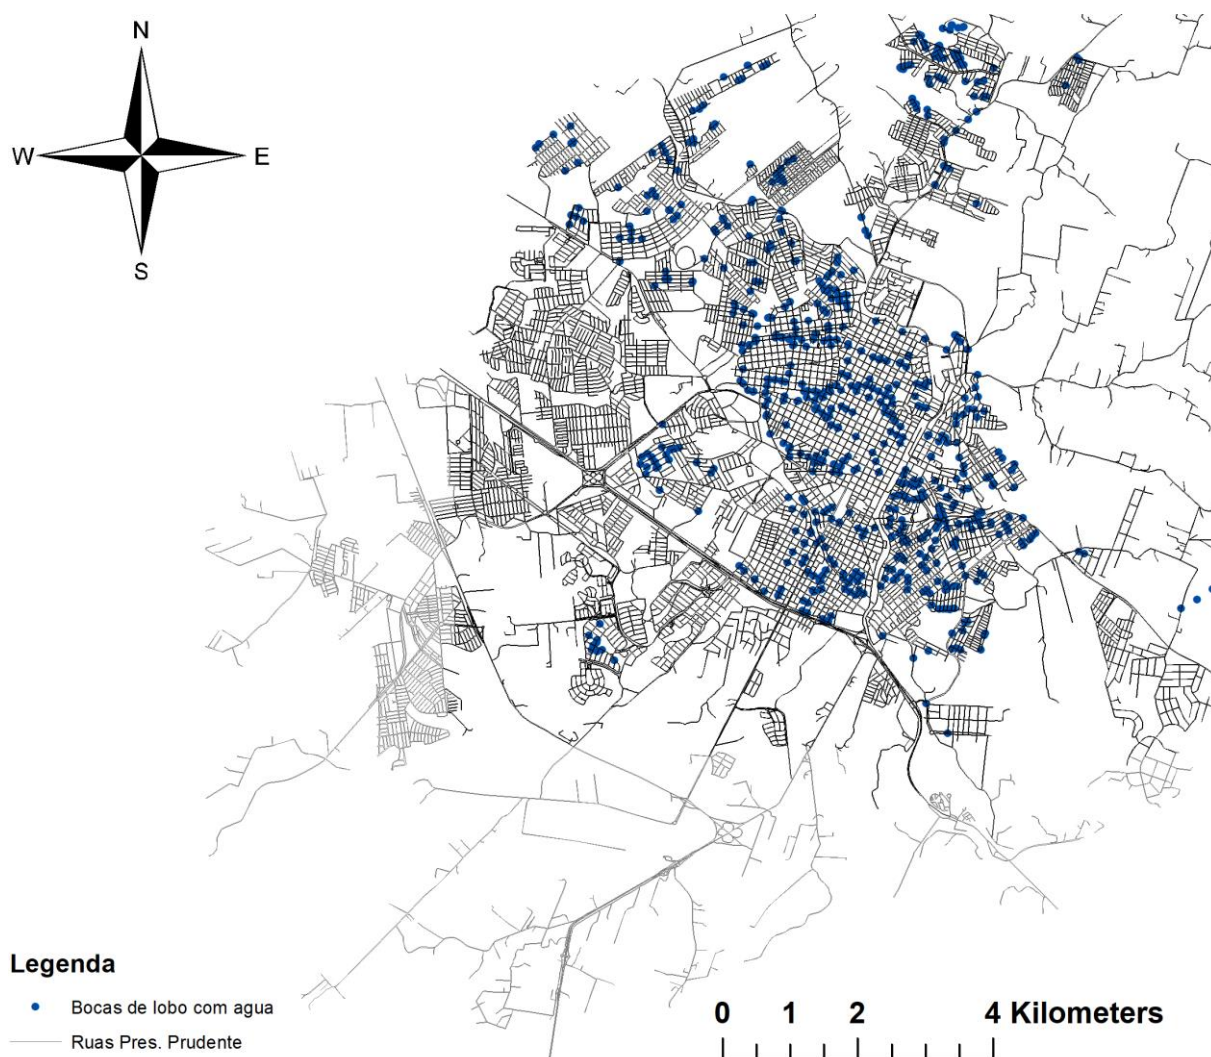 N
W E
S
Legenda
Bocas de lobo com agua
Ruas Pres. Prudente
0 1 2 4 Kilometers